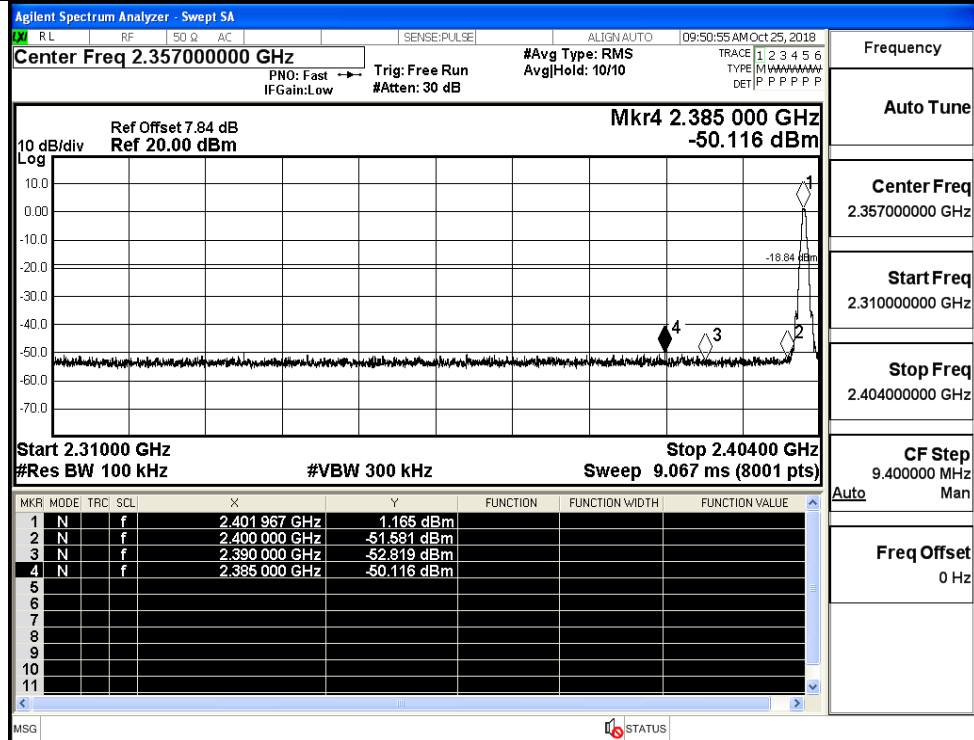 Agilent Spectrum Analyzer - Swept SA
LXI RL RF 50 Ω AC SENSE:PULSE ALIGN AUTO 09:50:55 AM Oct 25, 2018
Center Freq 2.357000000 GHz
PNO: Fast
IFGain:Low
Trig: Free Run
#Atten: 30 dB
#Avg Type: RMS
Avg|Hold: 10/10
TRACE 1 2 3 4 5 6
TYPE M WWWWW
DET P P P P P P
Ref Offset 7.84 dB
10 dB/div Ref 20.00 dBm
Log
Mkr4 2.385 000 GHz
-50.116 dBm
10.0
0.00
-10.0
-20.0
-30.0
-40.0
-50.0
-60.0
-70.0
1
-18.84 dBm
4
3
2
Start 2.31000 GHz Stop 2.40400 GHz
#Res BW 100 kHz #VBW 300 kHz Sweep 9.067 ms (8001 pts)
MKR MODE TRC SCL X Y FUNCTION FUNCTION WIDTH FUNCTION VALUE
1 N f 2.401 967 GHz 1.165 dBm
2 N f 2.400 000 GHz -51.581 dBm
3 N f 2.390 000 GHz -52.819 dBm
4 N f 2.385 000 GHz -50.116 dBm
5
6
7
8
9
10
11
MSG STATUS
Frequency
Auto Tune
Center Freq
2.357000000 GHz
Start Freq
2.310000000 GHz
Stop Freq
2.404000000 GHz
CF Step
9.400000 MHz
Auto Man
Freq Offset
0 Hz